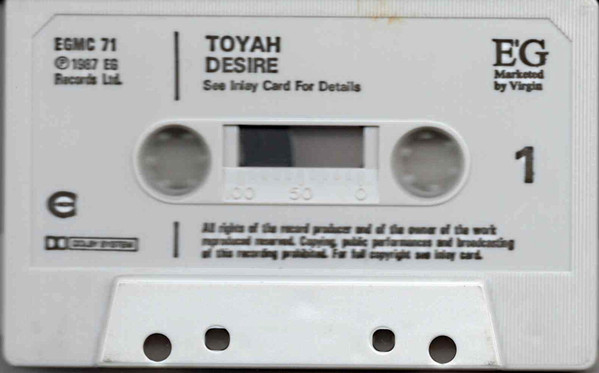 EGMC 71
Ⓟ 1987 EG
Records Ltd.
TOYAH
DESIRE
See Inlay Card For Details
E'G
Marketed
by Virgin
1
100 50 0
DOLBY SYSTEM
All rights of the record producer and of the owner of the work
reproduced reserved. Copying, public performances and broadcasting
of this recording prohibited. For full copyright see inlay card.